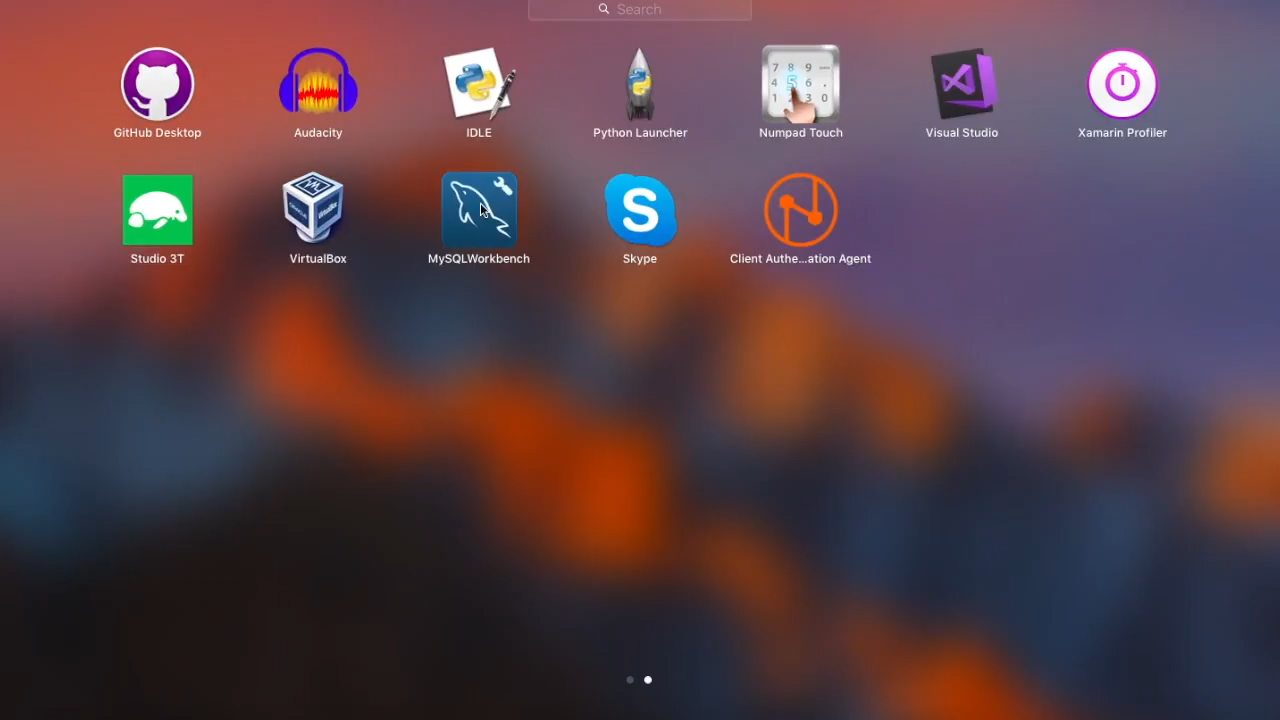 Search
GitHub Desktop
Audacity
IDLE
Python Launcher
Numpad Touch
Visual Studio
Xamarin Profiler
Studio 3T
VirtualBox
MySQLWorkbench
Skype
Client Authe...ation Agent